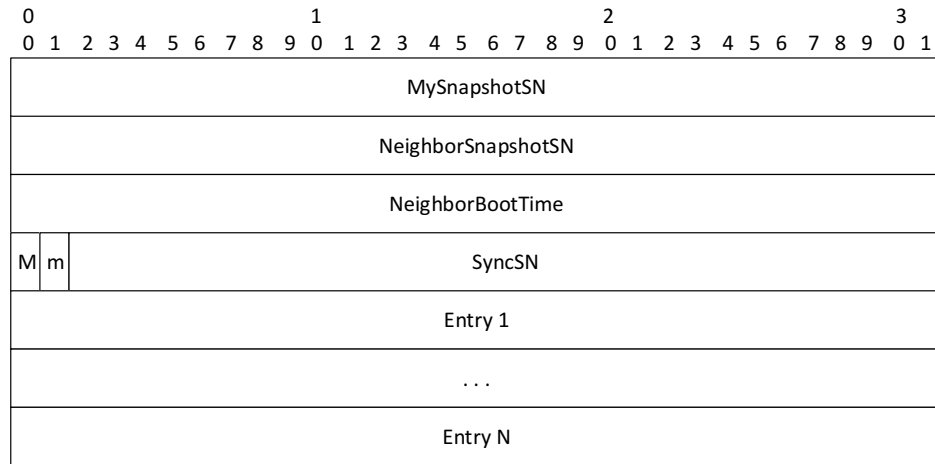 0 1 2 3
0 1 2 3 4 5 6 7 8 9 0 1 2 3 4 5 6 7 8 9 0 1 2 3 4 5 6 7 8 9 0 1
MySnapshotSN
NeighborSnapshotSN
NeighborBootTime
M m SyncSN
Entry 1
. . .
Entry N